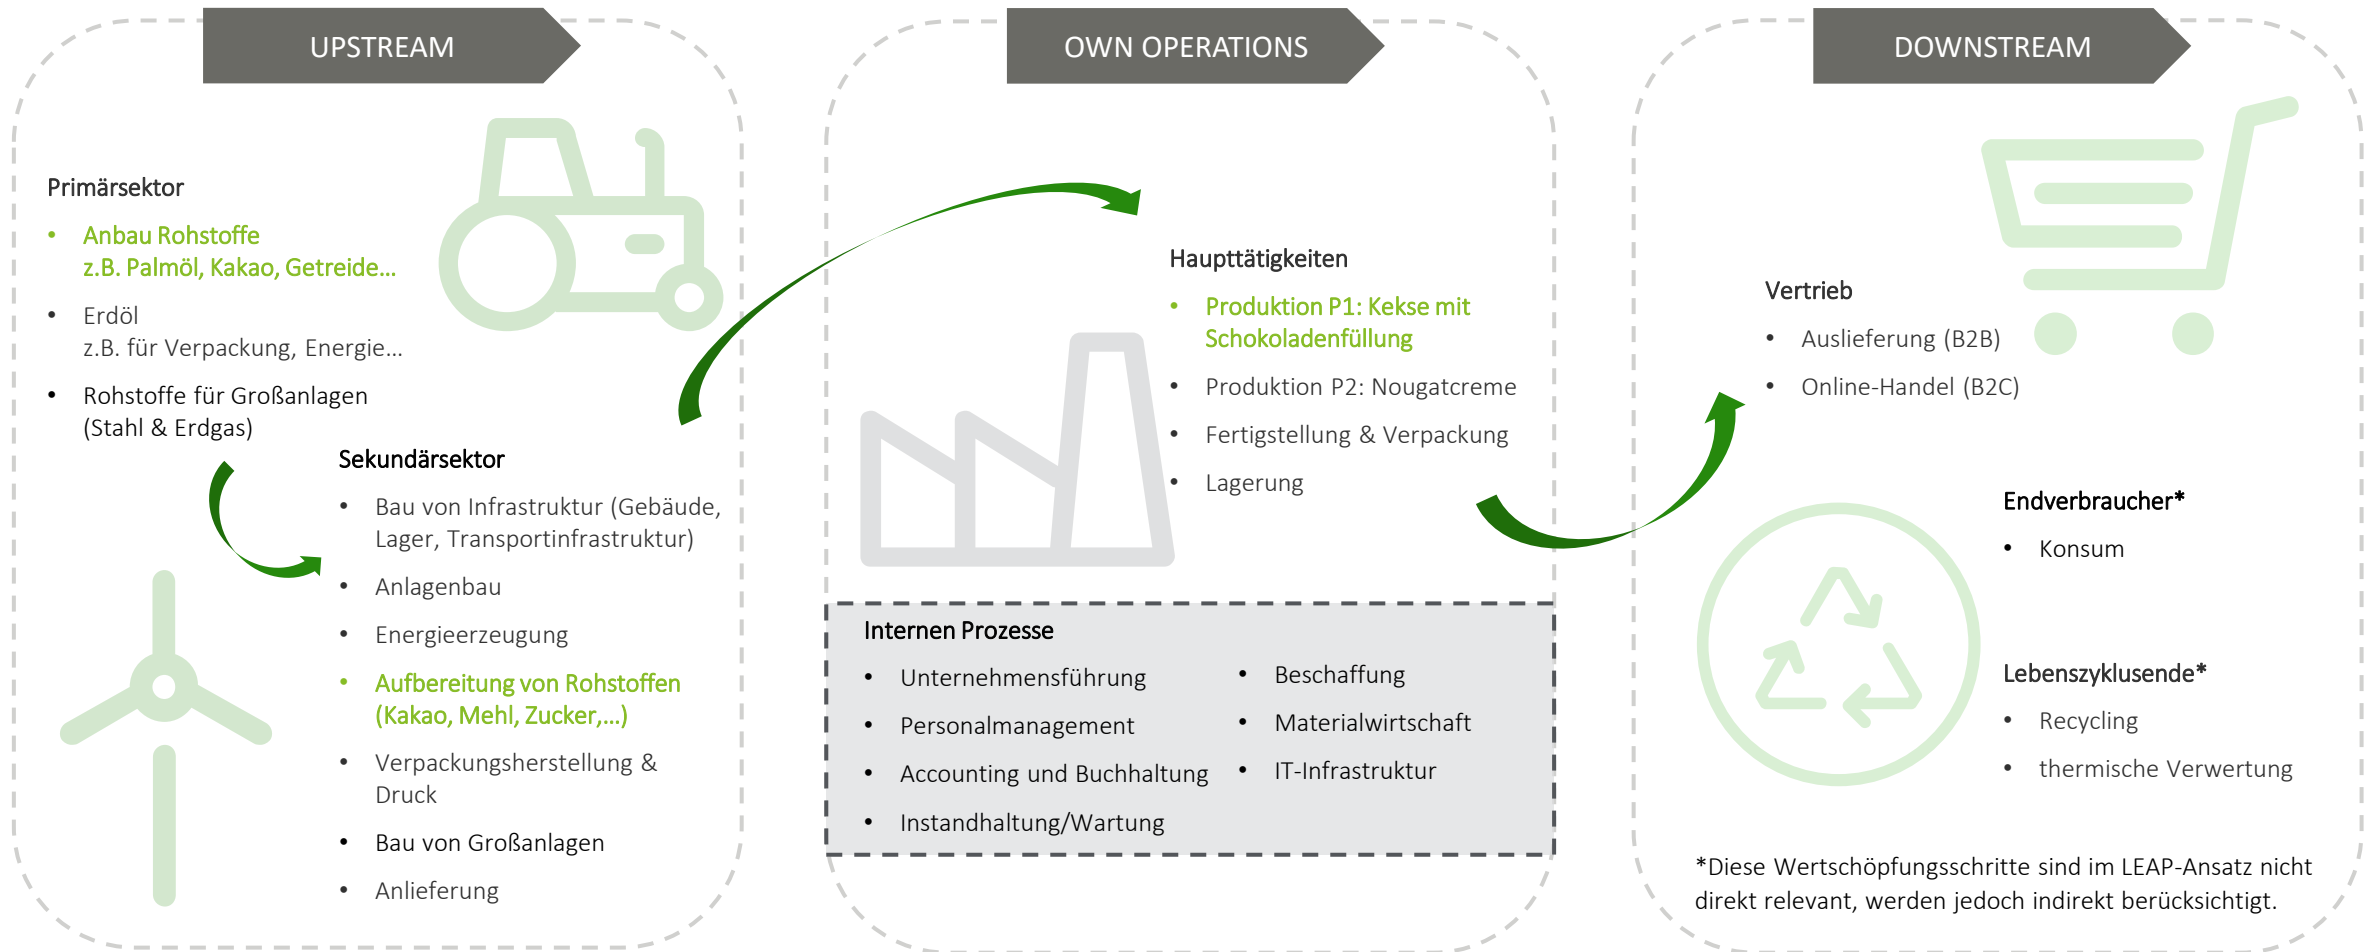 UPSTREAM
Primärsektor
• Anbau Rohstoffe
z.B. Palmöl, Kakao, Getreide...
• Erdöl
z.B. für Verpackung, Energie...
• Rohstoffe für Großanlagen
(Stahl & Erdgas)
Sekundärsektor
• Bau von Infrastruktur (Gebäude,
Lager, Transportinfrastruktur)
• Anlagenbau
• Energieerzeugung
• Aufbereitung von Rohstoffen
(Kakao, Mehl, Zucker,...)
• Verpackungsherstellung &
Druck
• Bau von Großanlagen
• Anlieferung
OWN OPERATIONS
Haupttätigkeiten
• Produktion P1: Kekse mit
Schokoladenfüllung
• Produktion P2: Nougatcreme
• Fertigstellung & Verpackung
• Lagerung
Internen Prozesse
• Unternehmensführung
• Personalmanagement
• Accounting und Buchhaltung
• Instandhaltung/Wartung
• Beschaffung
• Materialwirtschaft
• IT-Infrastruktur
DOWNSTREAM
Vertrieb
• Auslieferung (B2B)
• Online-Handel (B2C)
Endverbraucher*
• Konsum
Lebenszyklusende*
• Recycling
• thermische Verwertung
*Diese Wertschöpfungsschritte sind im LEAP-Ansatz nicht
direkt relevant, werden jedoch indirekt berücksichtigt.